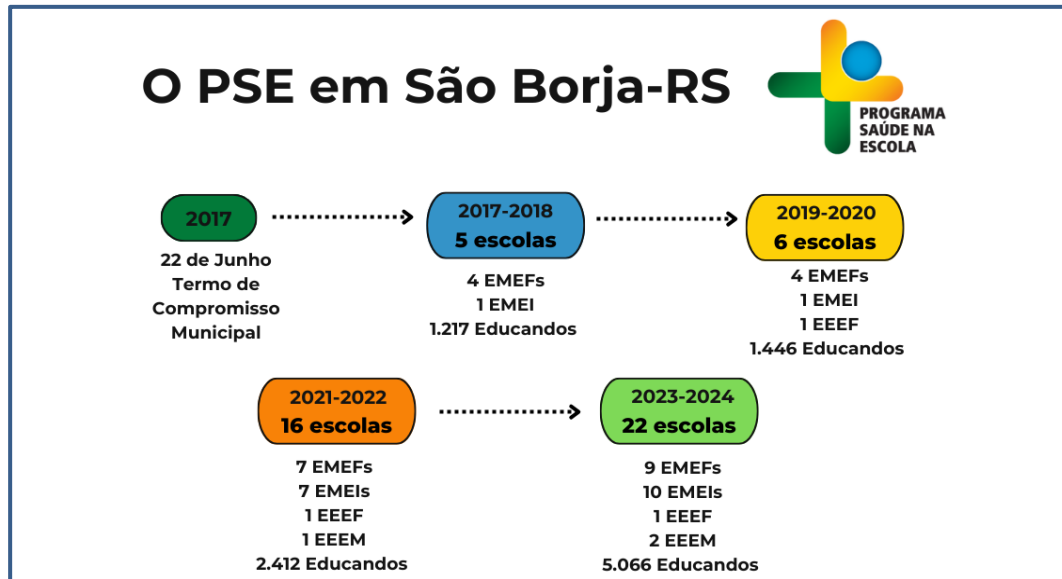 O PSE em São Borja-RS
PROGRAMA
SAÚDE NA
ESCOLA
2017
22 de Junho
Termo de
Compromisso
Municipal
2017-2018
5 escolas
4 EMEFs
1 EMEI
1.217 Educandos
2019-2020
6 escolas
4 EMEFs
1 EMEI
1 EEEF
1.446 Educandos
2021-2022
16 escolas
7 EMEFs
7 EMEIs
1 EEEF
1 EEEM
2.412 Educandos
2023-2024
22 escolas
9 EMEFs
10 EMEIs
1 EEEF
2 EEEM
5.066 Educandos